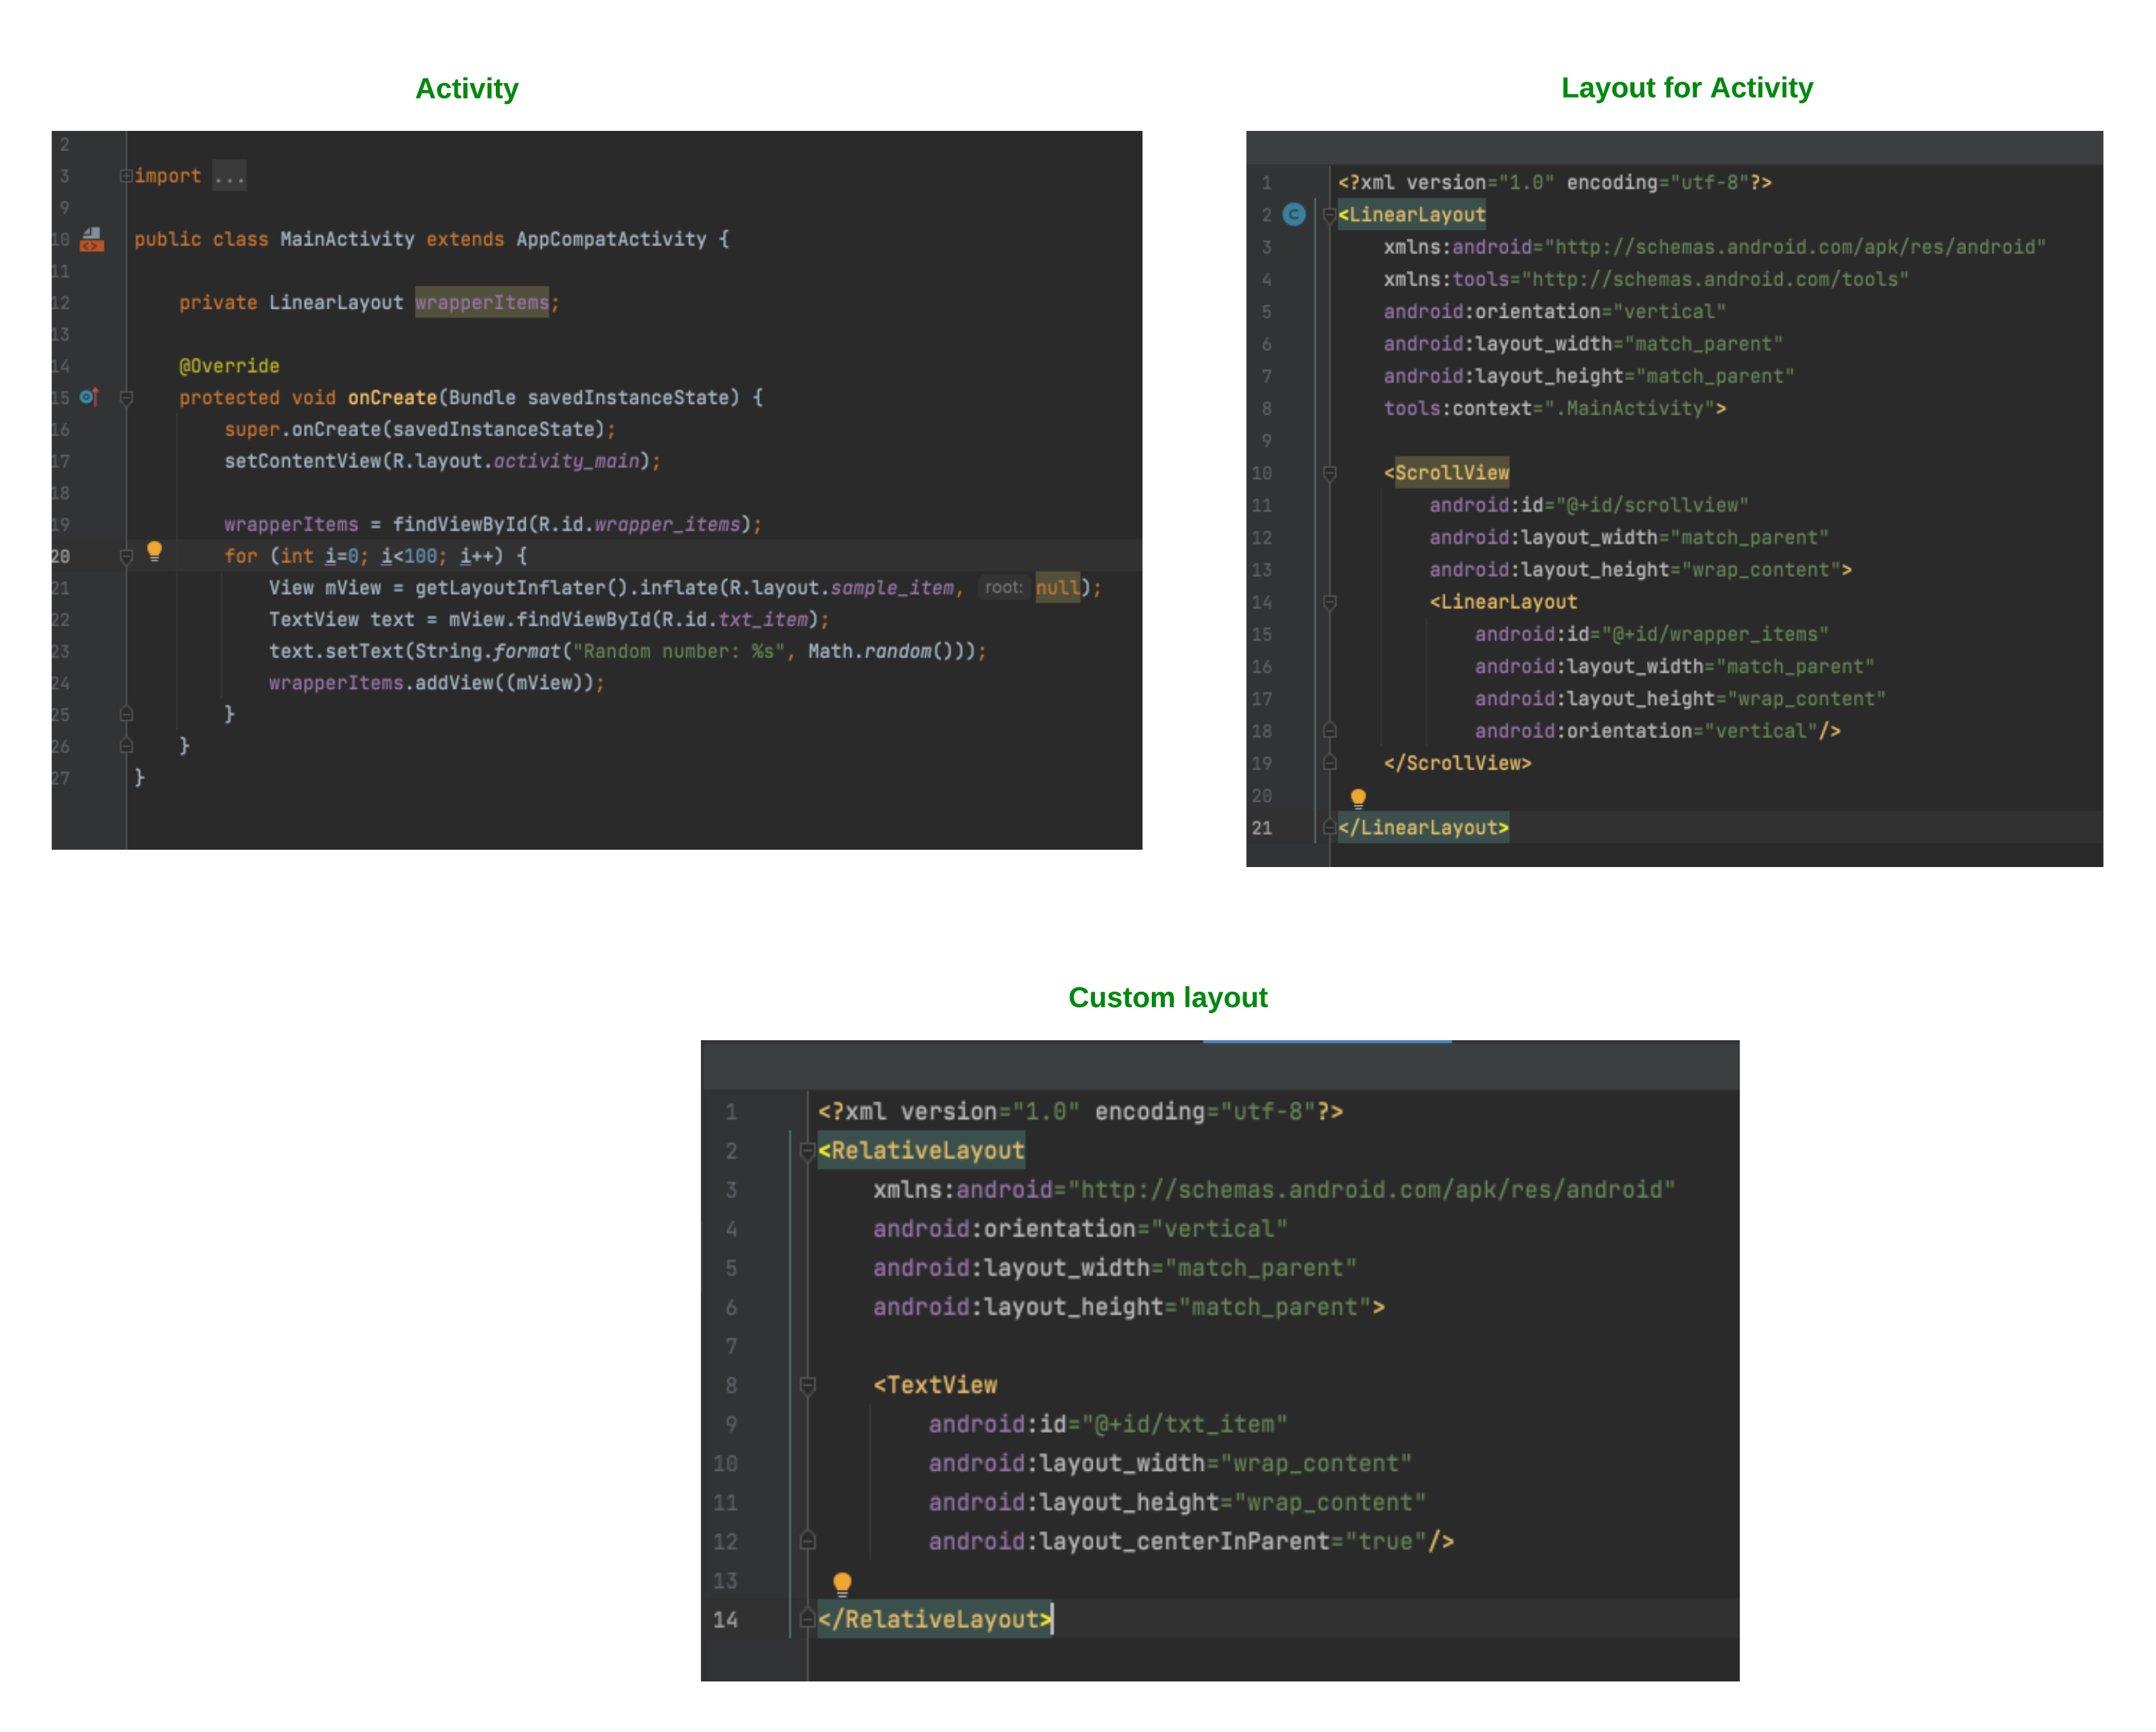 Activity
2
3 import ...
9
10 public class MainActivity extends AppCompatActivity {
11
12 private LinearLayout wrapperItems;
13
14 @Override
15 protected void onCreate(Bundle savedInstanceState) {
16 super.onCreate(savedInstanceState);
17 setContentView(R.layout.activity_main);
18
19 wrapperItems = findViewById(R.id.wrapper_items);
20 for (int i=0; i<100; i++) {
21 View mView = getLayoutInflater().inflate(R.layout.sample_item, root: null);
22 TextView text = mView.findViewById(R.id.txt_item);
23 text.setText(String.format("Random number: %s", Math.random()));
24 wrapperItems.addView((mView));
25 }
26 }
27 }
Layout for Activity
1 <?xml version="1.0" encoding="utf-8"?>
2 C <LinearLayout
3 xmlns:android="http://schemas.android.com/apk/res/android"
4 xmlns:tools="http://schemas.android.com/tools"
5 android:orientation="vertical"
6 android:layout_width="match_parent"
7 android:layout_height="match_parent"
8 tools:context=".MainActivity">
9
10 <ScrollView
11 android:id="@+id/scrollview"
12 android:layout_width="match_parent"
13 android:layout_height="wrap_content">
14 <LinearLayout
15 android:id="@+id/wrapper_items"
16 android:layout_width="match_parent"
17 android:layout_height="wrap_content"
18 android:orientation="vertical"/>
19 </ScrollView>
20
21 </LinearLayout>
Custom layout
1 <?xml version="1.0" encoding="utf-8"?>
2 <RelativeLayout
3 xmlns:android="http://schemas.android.com/apk/res/android"
4 android:orientation="vertical"
5 android:layout_width="match_parent"
6 android:layout_height="match_parent">
7
8 <TextView
9 android:id="@+id/txt_item"
10 android:layout_width="wrap_content"
11 android:layout_height="wrap_content"
12 android:layout_centerInParent="true"/>
13
14 </RelativeLayout>